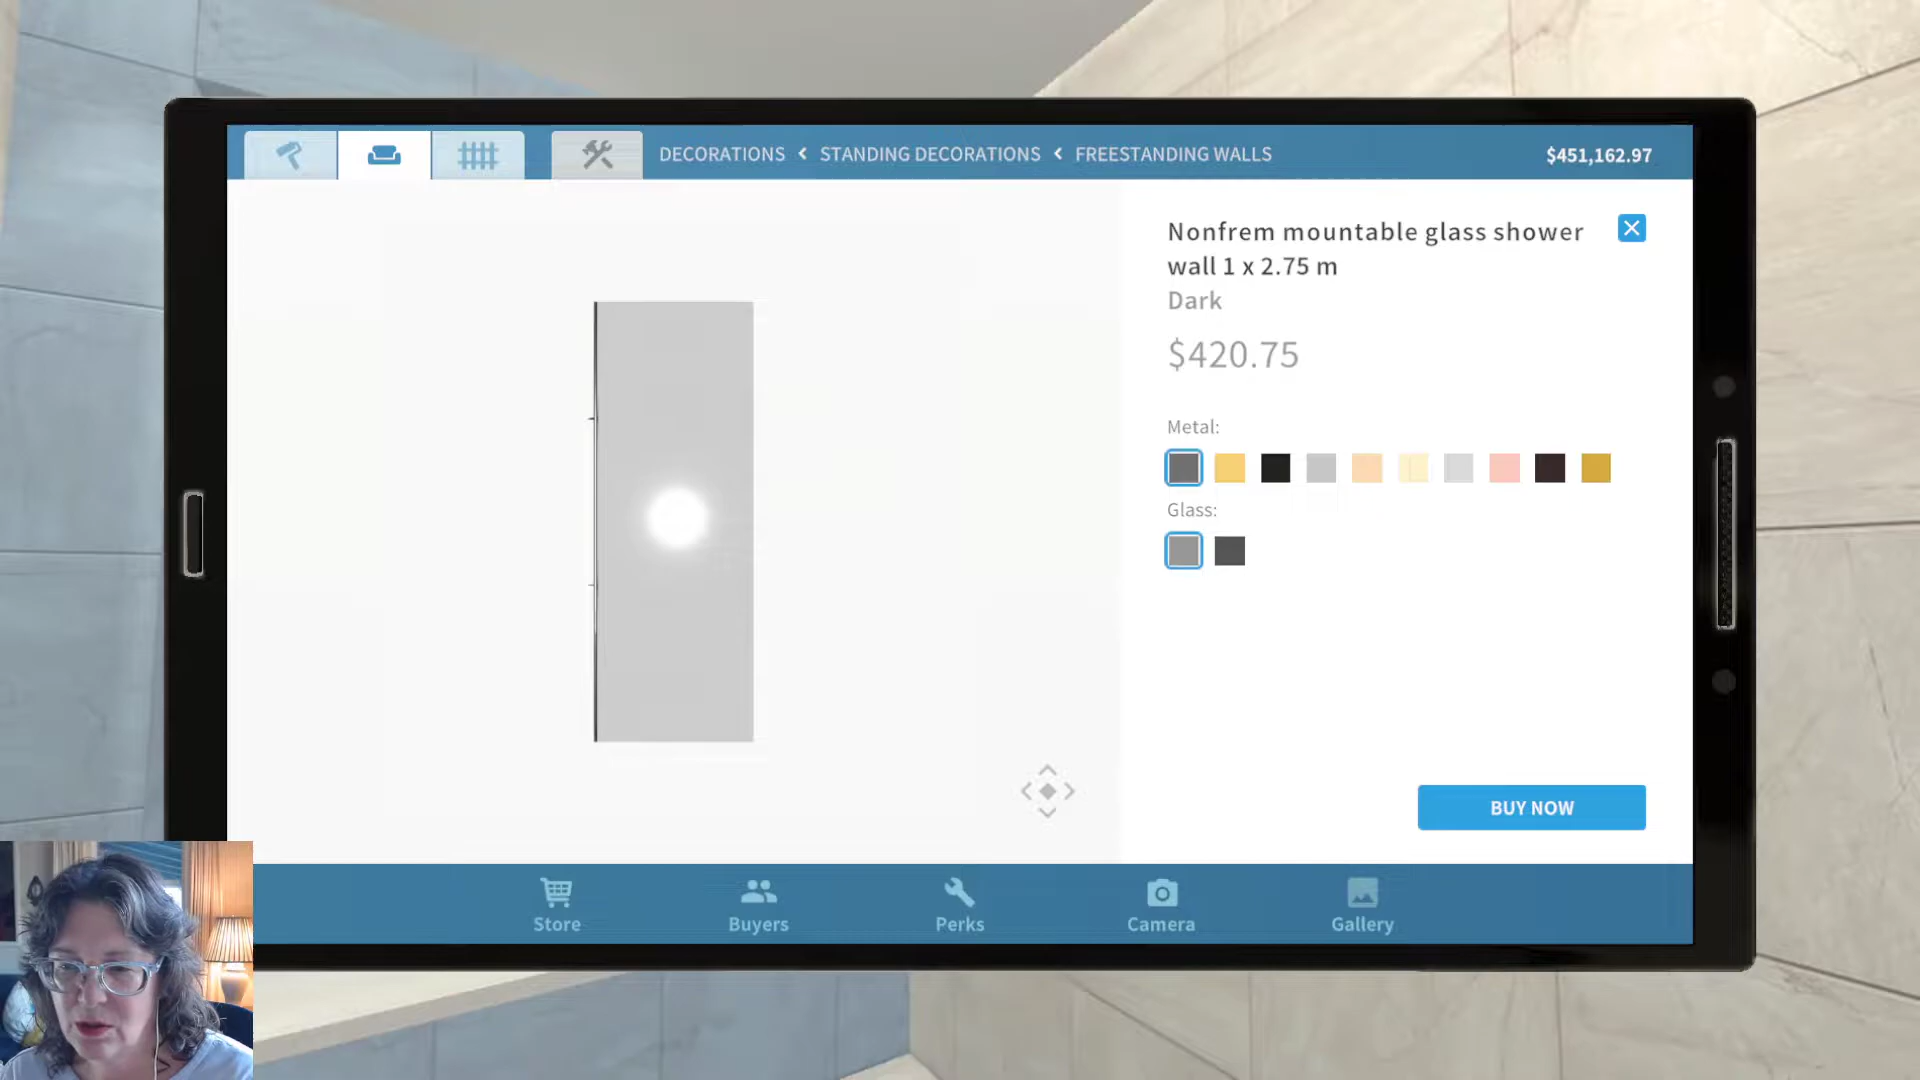 DECORATIONS < STANDING DECORATIONS < FREESTANDING WALLS
$451,162.97
Nonfrem mountable glass shower
wall 1 x 2.75 m
Dark
$420.75
Metal:
Glass:
BUY NOW
Store
Buyers
Perks
Camera
Gallery